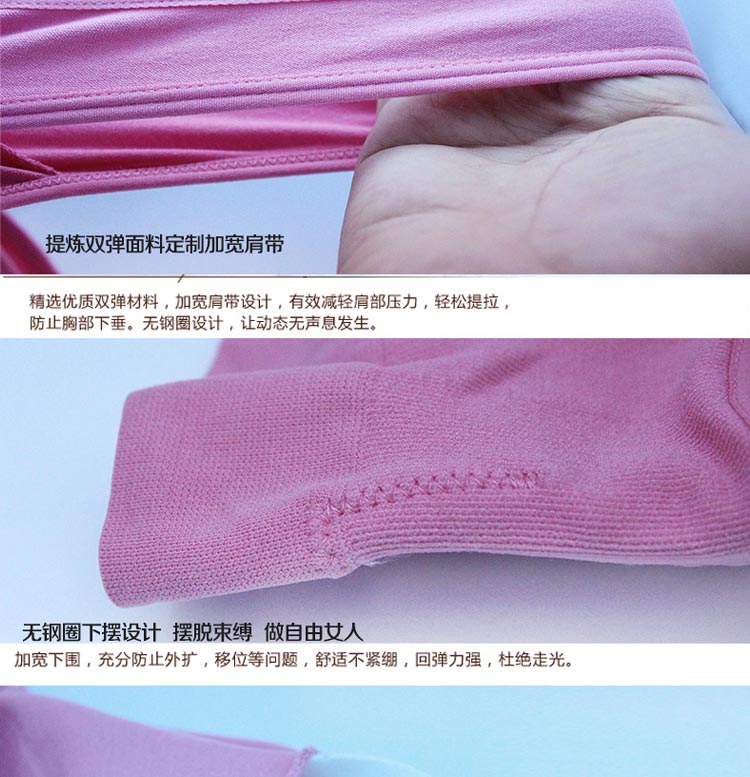 提炼双弹面料定制加宽肩带
精选优质双弹材料，加宽肩带设计，有效减轻肩部压力，轻松提拉，
防止胸部下垂。无钢圈设计，让动态无声息发生。
无钢圈下摆设计 摆脱束缚 做自由女人
加宽下围，充分防止外扩，移位等问题，舒适不紧绷，回弹力强，杜绝走光。